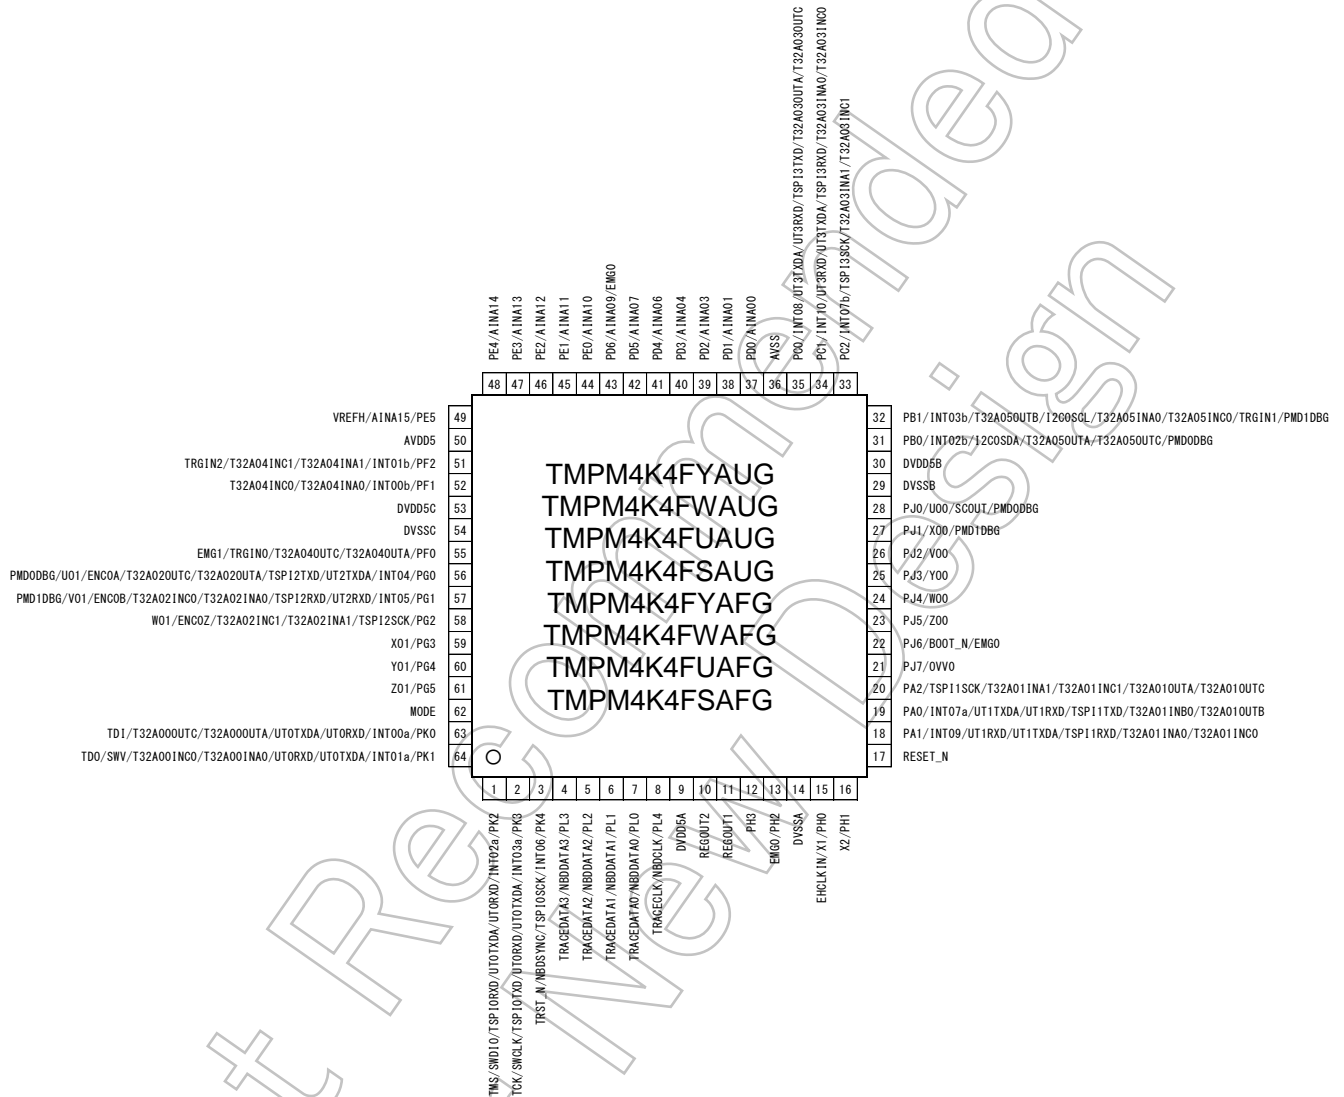 PE4/AINA14
PE3/AINA13
PE2/AINA12
PE1/AINA11
PE0/AINA10
PD6/AINA09/EMG0
PD5/AINA07
PD4/AINA06
PD3/AINA04
PD2/AINA03
PD1/AINA01
PD0/AINA00
AVSS
PC0/INT08/UT3TXDA/UT3RXD/TSPI3TXD/T32A03OUTA/T32A03OUTC
PC1/INT10/UT3RXD/UT3TXDA/TSPI3RXD/T32A03INA0/T32A03INC0
PC2/INT07b/TSPI3SCK/T32A03INA1/T32A03INC1
48 47 46 45 44 43 42 41 40 39 38 37 36 35 34 33
VREFH/AINA15/PE5 49
AVDD5 50
TRGIN2/T32A04INC1/T32A04INA1/INT01b/PF2 51
T32A04INC0/T32A04INA0/INT00b/PF1 52
DVDD5C 53
DVSSC 54
EMG1/TRGIN0/T32A04OUTC/T32A04OUTA/PF0 55
PMD0DBG/UO1/ENC0A/T32A02OUTC/T32A02OUTA/TSPI2TXD/UT2TXDA/INT04/PG0 56
PMD1DBG/VO1/ENC0B/T32A02INC0/T32A02INA0/TSPI2RXD/UT2RXD/INT05/PG1 57
WO1/ENC0Z/T32A02INC1/T32A02INA1/TSPI2SCK/PG2 58
XO1/PG3 59
YO1/PG4 60
ZO1/PG5 61
MODE 62
TDI/T32A00OUTC/T32A00OUTA/UT0TXDA/UT0RXD/INT00a/PK0 63
TDO/SWV/T32A00INC0/T32A00INA0/UT0RXD/UT0TXDA/INT01a/PK1 64
TMPM4K4FYAUG
TMPM4K4FWAUG
TMPM4K4FUAUG
TMPM4K4FSAUG
TMPM4K4FYAFG
TMPM4K4FWAFG
TMPM4K4FUAFG
TMPM4K4FSAFG
32 PB1/INT03b/T32A05OUTB/I2C0SCL/T32A05INA0/T32A05INC0/TRGIN1/PMD1DBG
31 PB0/INT02b/I2C0SDA/T32A05OUTA/T32A05OUTC/PMD0DBG
30 DVDD5B
29 DVSSB
28 PJ0/UO0/SCOUT/PMD0DBG
27 PJ1/XO0/PMD1DBG
26 PJ2/VO0
25 PJ3/YO0
24 PJ4/WO0
23 PJ5/ZO0
22 PJ6/BOOT_N/EMG0
21 PJ7/OVV0
20 PA2/TSPI1SCK/T32A01INA1/T32A01INC1/T32A01OUTA/T32A01OUTC
19 PA0/INT07a/UT1TXDA/UT1RXD/TSPI1TXD/T32A01INB0/T32A01OUTB
18 PA1/INT09/UT1RXD/UT1TXDA/TSPI1RXD/T32A01INA0/T32A01INC0
17 RESET_N
1 2 3 4 5 6 7 8 9 10 11 12 13 14 15 16
TMS/SWDIO/TSPI0RXD/UT0TXDA/UT0RXD/INT02a/PK2
TCK/SWCLK/TSPI0TXD/UT0RXD/UT0TXDA/INT03a/PK3
TRST_N/NBDSYNC/TSPI0SCK/INT06/PK4
TRACEDATA3/NBDDATA3/PL3
TRACEDATA2/NBDDATA2/PL2
TRACEDATA1/NBDDATA1/PL1
TRACEDATA0/NBDDATA0/PL0
TRACECLK/NBDCLK/PL4
DVDD5A
REGOUT2
REGOUT1
PH3
EMG0/PH2
DVSSA
EHCLKIN/X1/PH0
X2/PH1
t Recommended
New Design